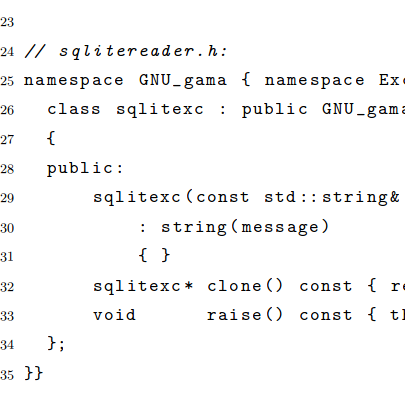 23
24 // sqlitereader.h:
25 namespace GNU_gama { namespace Exc
26   class sqlitexc : public GNU_gama
27   {
28   public:
29       sqlitexc(const std::string&
30           : string(message)
31           { }
32       sqlitexc* clone() const { re
33       void      raise() const { th
34   };
35 }}